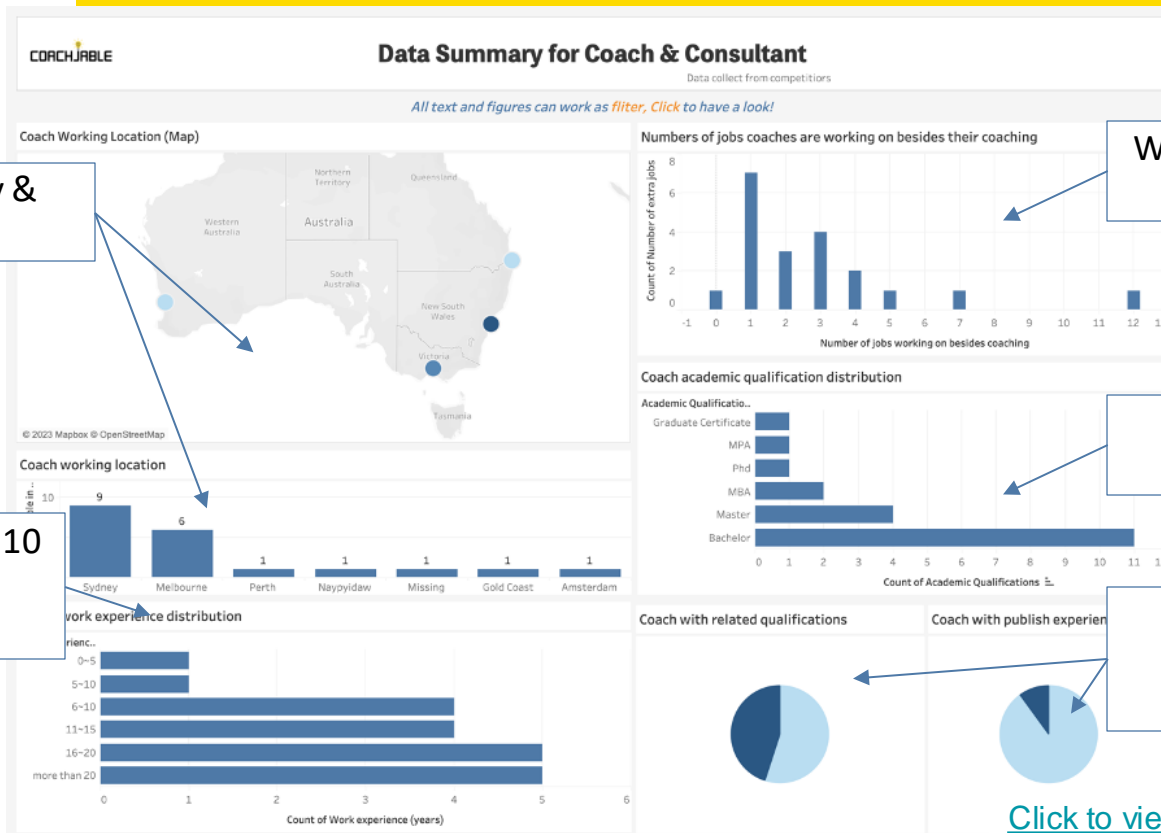 COACHJABLE
Data Summary for Coach & Consultant
Data collect from competitiors
All text and figures can work as fliter, Click to have a look!
Coach Working Location (Map)
Northern
Territory
Queensland
Western
Australia
Australia
South
Australia
New South
Wales
Victoria
Tasmania
© 2023 Mapbox © OpenStreetMap
&
Coach working location
10
9
6
1
1
1
1
1
Sydney
Melbourne
Perth
Naypyidaw
Missing
Gold Coast
Amsterdam
10
work experience distribution
0~5
5~10
6~10
11~15
16~20
more than 20
0
1
2
3
4
5
6
Count of Work experience (years)
Numbers of jobs coaches are working on besides their coaching
Count of Number of extra jobs
8
6
4
2
0
-1
0
1
2
3
4
5
6
7
8
9
10
11
12
Number of jobs working on besides coaching
W
Coach academic qualification distribution
Academic Qualificatio..
Graduate Certificate
MPA
Phd
MBA
Master
Bachelor
0
1
2
3
4
5
6
7
8
9
10
11
Count of Academic Qualifications
Coach with related qualifications
Coach with publish experien
Click to vie